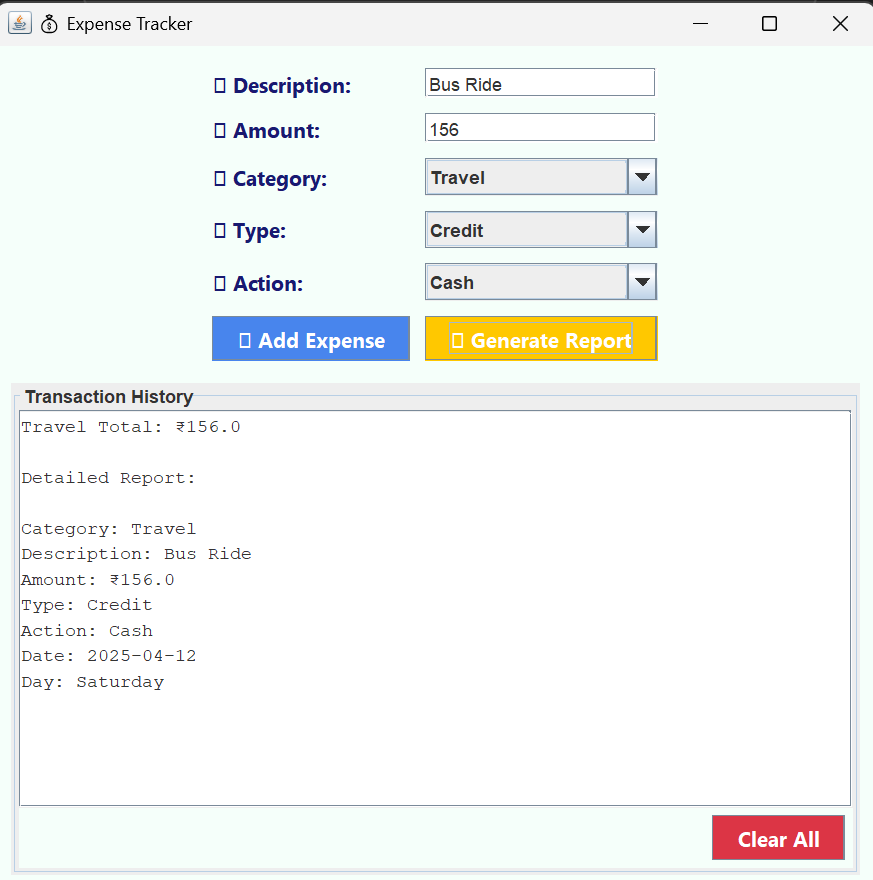 Expense Tracker
Description: Bus Ride
Amount: 156
Category: Travel
Type: Credit
Action: Cash
Add Expense Generate Report
Transaction History
Travel Total: ₹156.0
Detailed Report:
Category: Travel
Description: Bus Ride
Amount: ₹156.0
Type: Credit
Action: Cash
Date: 2025-04-12
Day: Saturday
Clear All